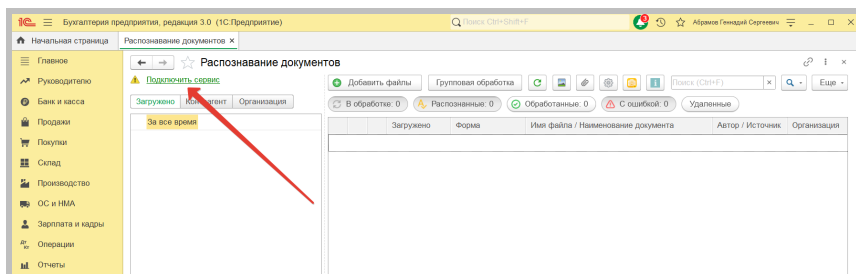 1С Бухгалтерия предприятия, редакция 3.0 (1С:Предприятие) Поиск Ctrl+Shift+F 3 Абрамов Геннадий Сергеевич
Начальная страница Распознавание документов ×
Главное
Руководителю
Банк и касса
Продажи
Покупки
Склад
Производство
ОС и НМА
Зарплата и кадры
Операции
Отчеты
Распознавание документов
Подключить сервис
Добавить файлы Групповая обработка Поиск (Ctrl+F) × Еще
Загружено Организация
В обработке: 0 Распознанные: 0 Обработанные: 0 С ошибкой: 0 Удаленные
За все время
Загружено Форма Имя файла / Наименование документа Автор / Источник Организация